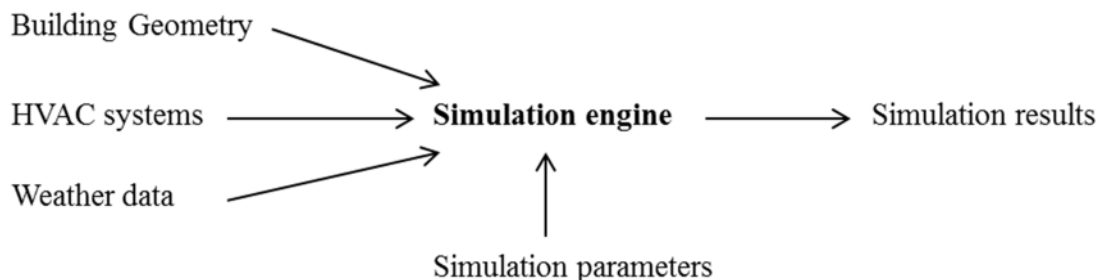 Building Geometry
HVAC systems
Simulation engine
Simulation results
Weather data
Simulation parameters